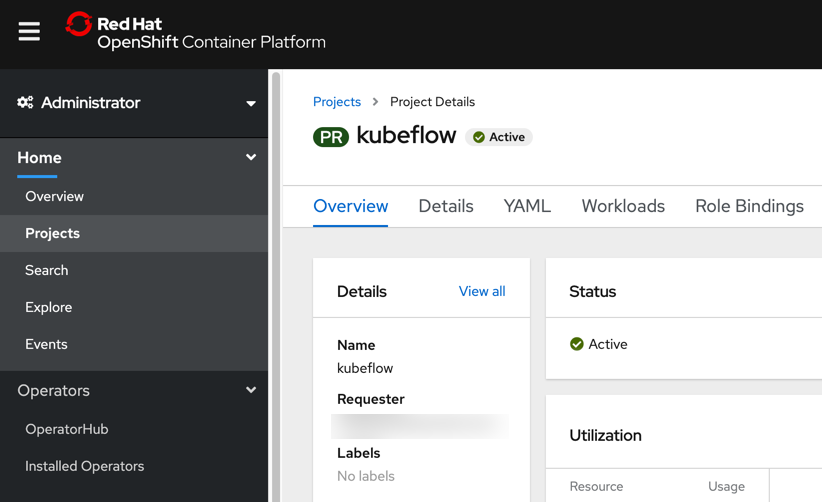 Red Hat
OpenShift Container Platform
Administrator
Home
Overview
Projects
Search
Explore
Events
Operators
OperatorHub
Installed Operators
Projects > Project Details
PR kubeflow Active
Overview Details YAML Workloads Role Bindings
Details View all
Name
kubeflow
Requester
Labels
No labels
Status
Active
Utilization
Resource Usage